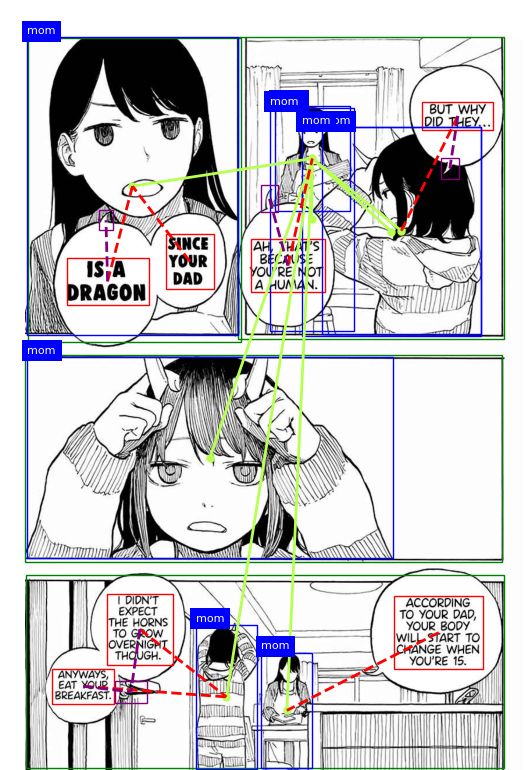 mom
BUT WHY
DID THEY...
mom
mom
om
AH, THAT'S
BECAUSE
YOU'RE NOT
A HUMAN.
SINCE
YOUR
DAD
IS A
DRAGON
mom
ACCORDING
TO YOUR DAD,
YOUR BODY
WILL START TO
CHANGE WHEN
YOU'RE 15.
mom
mom
I DIDN'T
EXPECT
THE HORNS
TO GROW
OVERNIGHT
THOUGH.
ANYWAYS,
EAT YOUR
BREAKFAST.